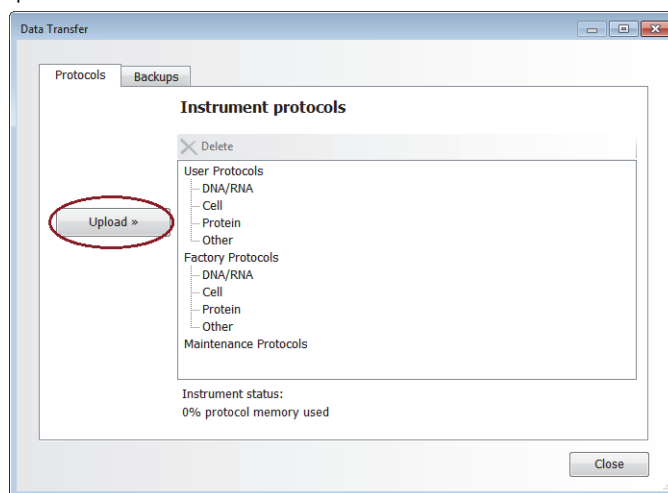 Data Transfer
Protocols
Backups
Instrument protocols
Delete
User Protocols
DNA/RNA
Cell
Protein
Other
Factory Protocols
DNA/RNA
Cell
Protein
Other
Maintenance Protocols
Upload »
Instrument status:
0% protocol memory used
Close